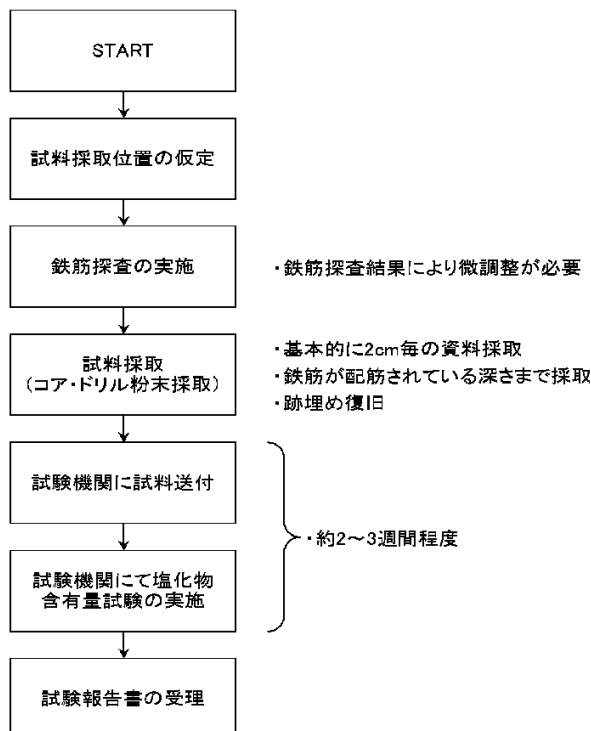 START
試料採取位置の仮定
鉄筋探査の実施
・鉄筋探査結果により微調整が必要
試料採取
(コア・ドリル粉末採取)
・基本的に2cm毎の資料採取
・鉄筋が配筋されている深さまで採取
・跡埋め復旧
試験機関に試料送付
・約2～3週間程度
試験機関にて塩化物
含有量試験の実施
試験報告書の受理